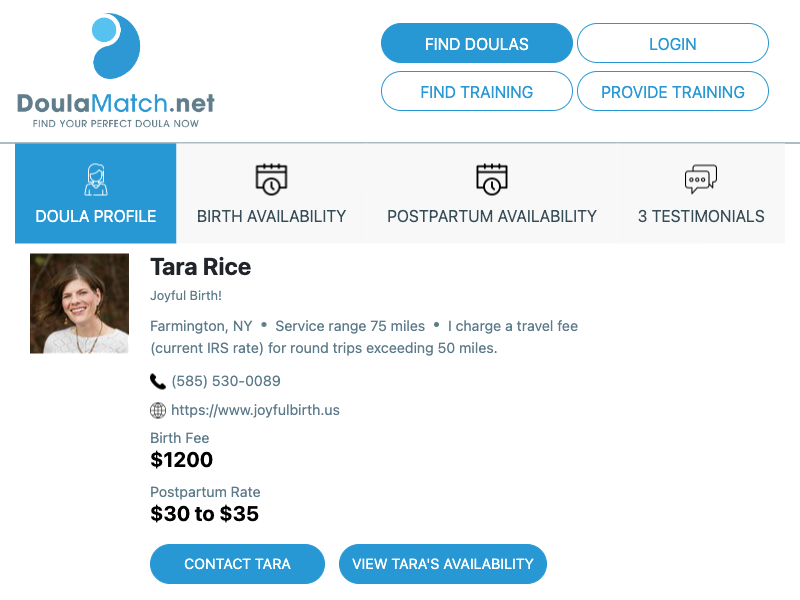 DoulaMatch.net
FIND YOUR PERFECT DOULA NOW
FIND DOULAS
LOGIN
FIND TRAINING
PROVIDE TRAINING
DOULA PROFILE
BIRTH AVAILABILITY
POSTPARTUM AVAILABILITY
3 TESTIMONIALS
Tara Rice
Joyful Birth!
Farmington, NY • Service range 75 miles • I charge a travel fee
(current IRS rate) for round trips exceeding 50 miles.
(585) 530-0089
https://www.joyfulbirth.us
Birth Fee
$1200
Postpartum Rate
$30 to $35
CONTACT TARA
VIEW TARA'S AVAILABILITY